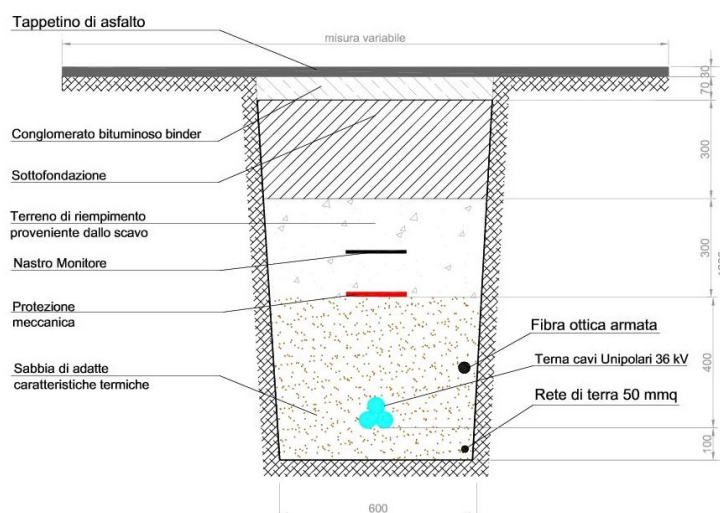 Tappetino di asfalto
misura variabile
Conglomerato bituminoso binder
Sottofondazione
Terreno di riempimento
proveniente dallo scavo
Nastro Monitore
Protezione
meccanica
Sabbia di adatte
caratteristiche termiche
Fibra ottica armata
Terna cavi Unipolari 36 kV
Rete di terra 50 mmq
30
70
300
300
400
100
600